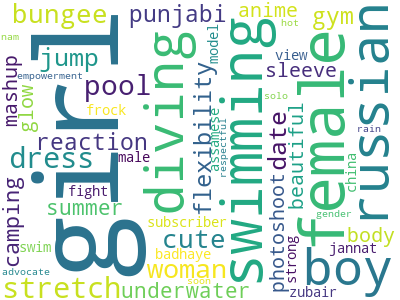 bungee
punjabi
anime
gym
jump
pool
mashup
glow
empowerment
nam
girl
diving
swimming
female
russian
model
hot
view
sleeve
frock
flexibility
assamese
respectful
solo
reaction
male
dress
date
beautiful
china
rain
fight
camping
summer
swim
subscriber
cute
badhaye
woman
photoshoot
strong
gender
body
jannat
boy
advocate
stretch
underwater
soon
zubair